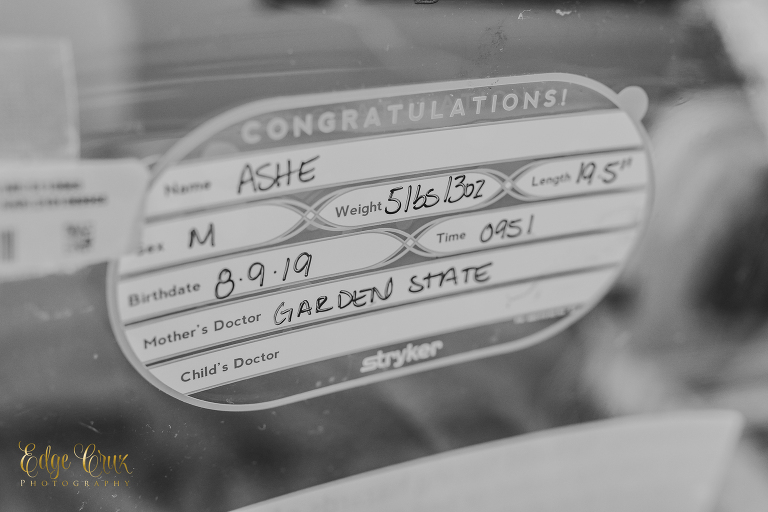 CONGRATULATIONS!
Name ASHE
Sex M Weight 5lbs 13oz Length 19.5"
Birthdate 8.9.19 Time 0951
Mother's Doctor GARDEN STATE
Child's Doctor
stryker
Edge Cruz
PHOTOGRAPHY